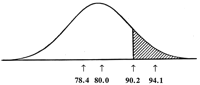 ↑ ↑ ↑ ↑
78.4 80.0 90.2 94.1